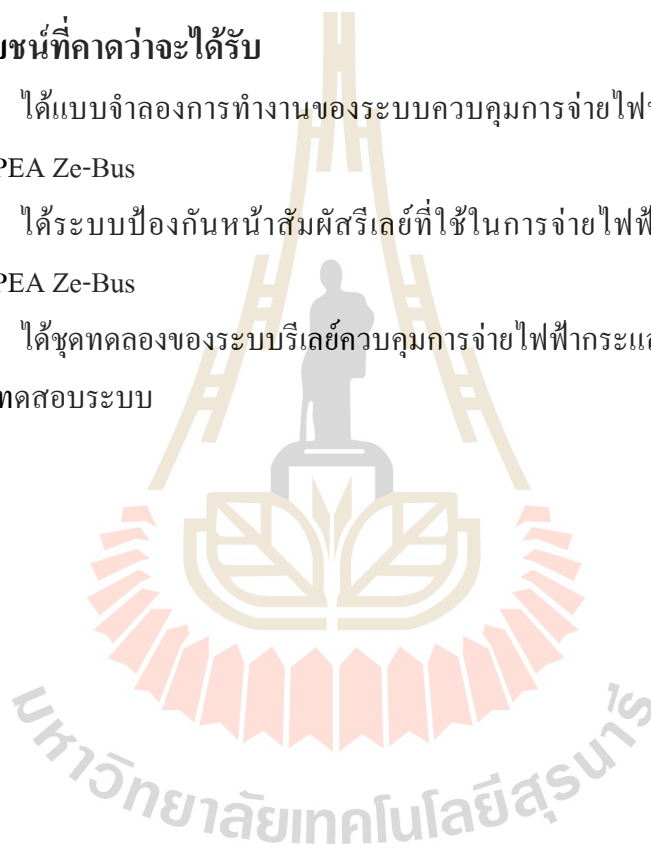 ยชน์ที่คาดว่าจะได้รับ
ได้แบบจำลองการทำงานของระบบควบคุมการจ่ายไฟ
PEA Ze-Bus
ได้ระบบป้องกันหน้าสัมผัสรีเลย์ที่ใช้ในการจ่ายไฟฟ้
PEA Ze-Bus
ได้ชุดทดลองของระบบรีเลย์ควบคุมการจ่ายไฟฟ้ากระแส
ทดสอบระบบ
มหาวิทยาลัยเทคโนโลยีสุรนารี